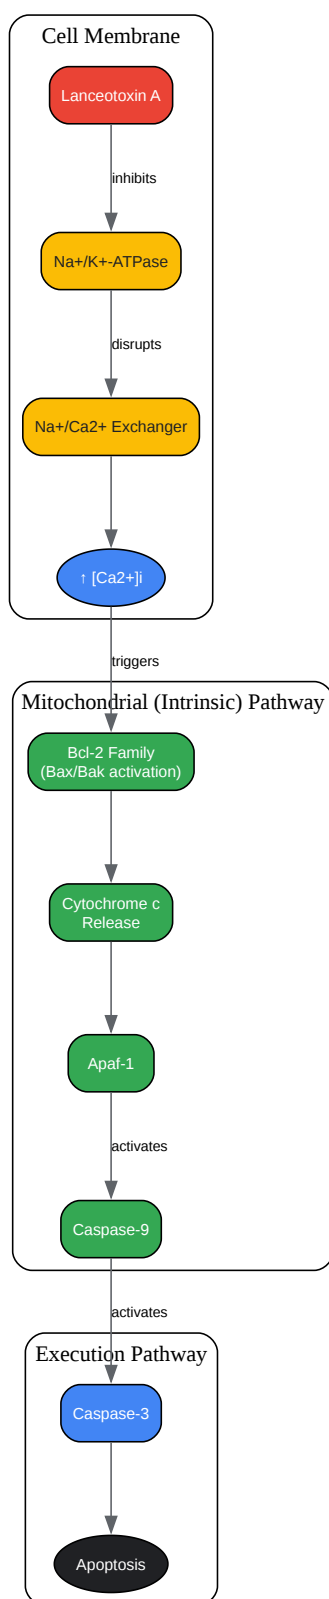 Cell Membrane
Lanceotoxin A
inhibits
Na+/K+-ATPase
disrupts
Na+/Ca2+ Exchanger
↑ [Ca2+]i
triggers
Mitochondrial (Intrinsic) Pathway
Bcl-2 Family
(Bax/Bak activation)
Cytochrome c
Release
Apaf-1
activates
Caspase-9
activates
Execution Pathway
Caspase-3
Apoptosis